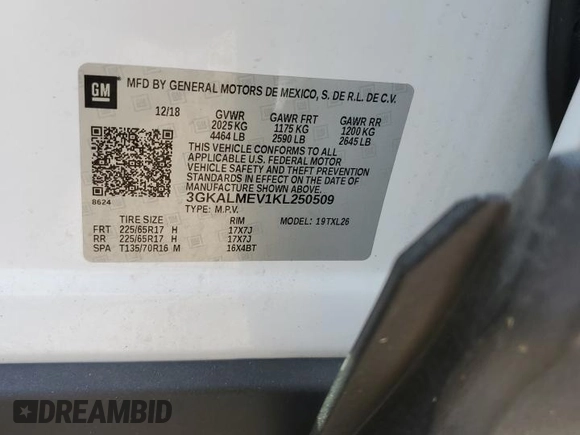 GM
MFD BY GENERAL MOTORS DE MEXICO, S. DE R.L. DE C.V.
12/18 GVWR GAWR FRT GAWR RR
2025 KG 1175 KG 1200 KG
4464 LB 2590 LB 2645 LB
THIS VEHICLE CONFORMS TO ALL
APPLICABLE U.S. FEDERAL MOTOR
VEHICLE SAFETY AND THEFT PREVENTION
STANDARDS IN EFFECT ON THE DATE OF
MANUFACTURE SHOWN ABOVE.
8624 3GKALMEV1KL250509
TYPE: M.P.V. MODEL: 19TXL26
TIRE SIZE RIM
FRT 225/65R17 H 17X7J
RR 225/65R17 H 17X7J
SPA T135/70R16 M 16X4BT
DREAMBID